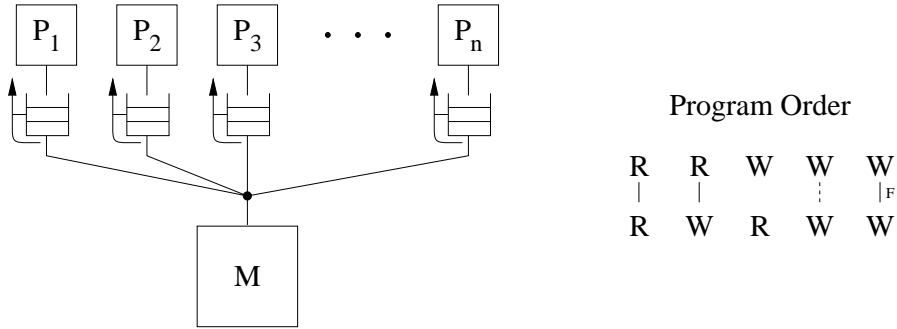 P1 P2 P3 . . . Pn
Program Order
R R W W W
F
R W R W W
M